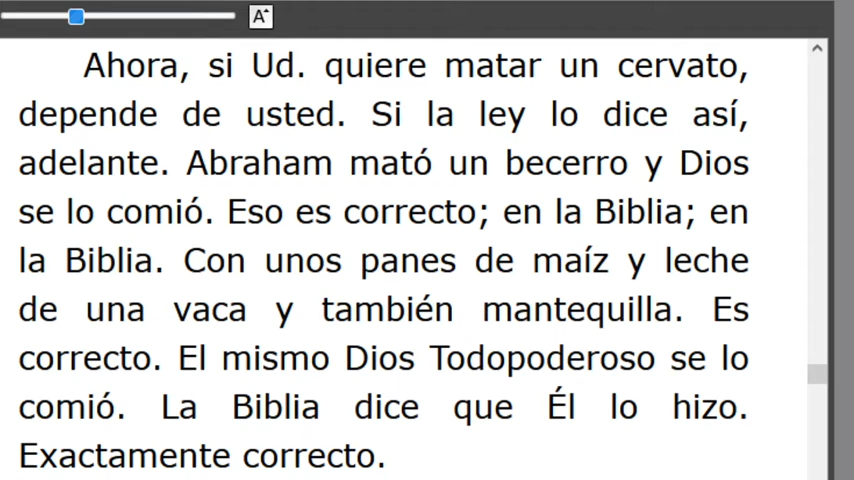 A
Ahora, si Ud. quiere matar un cervato,
depende de usted. Si la ley lo dice así,
adelante. Abraham mató un becerro y Dios
se lo comió. Eso es correcto; en la Biblia; en
la Biblia. Con unos panes de maíz y leche
de una vaca y también mantequilla. Es
correcto. El mismo Dios Todopoderoso se lo
comió. La Biblia dice que Él lo hizo.
Exactamente correcto.